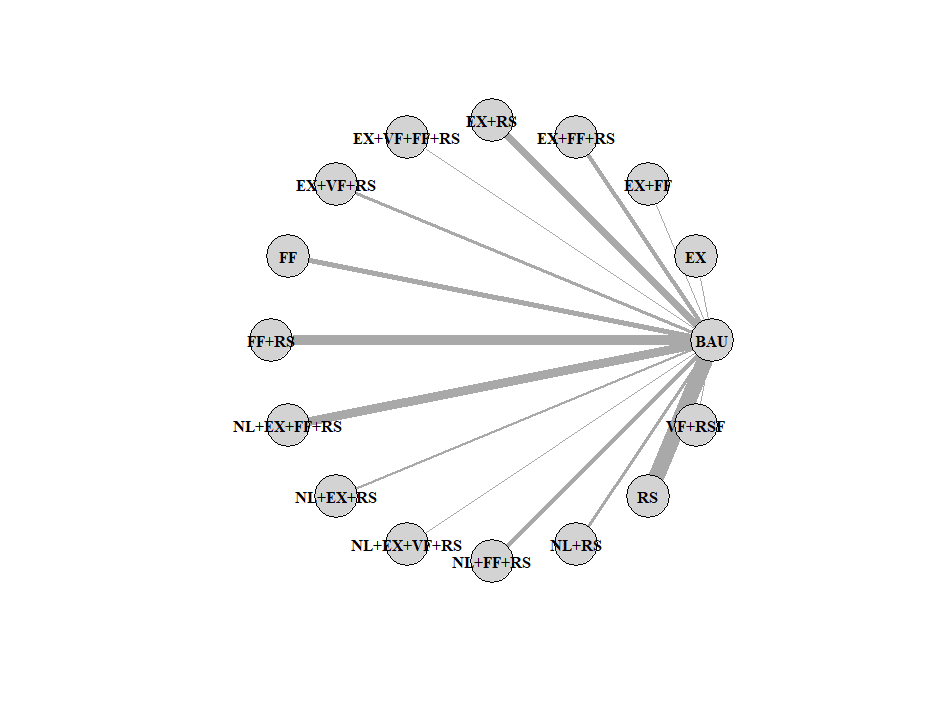 EX+RS
EX+VF+FF+RS
EX+FF+RS
EX+VF+RS
EX+FF
FF
EX
FF+RS
BAU
NL+EX+FF+RS
VF+RSF
NL+EX+RS
RS
NL+EX+VF+RS
NL+RS
NL+FF+RS